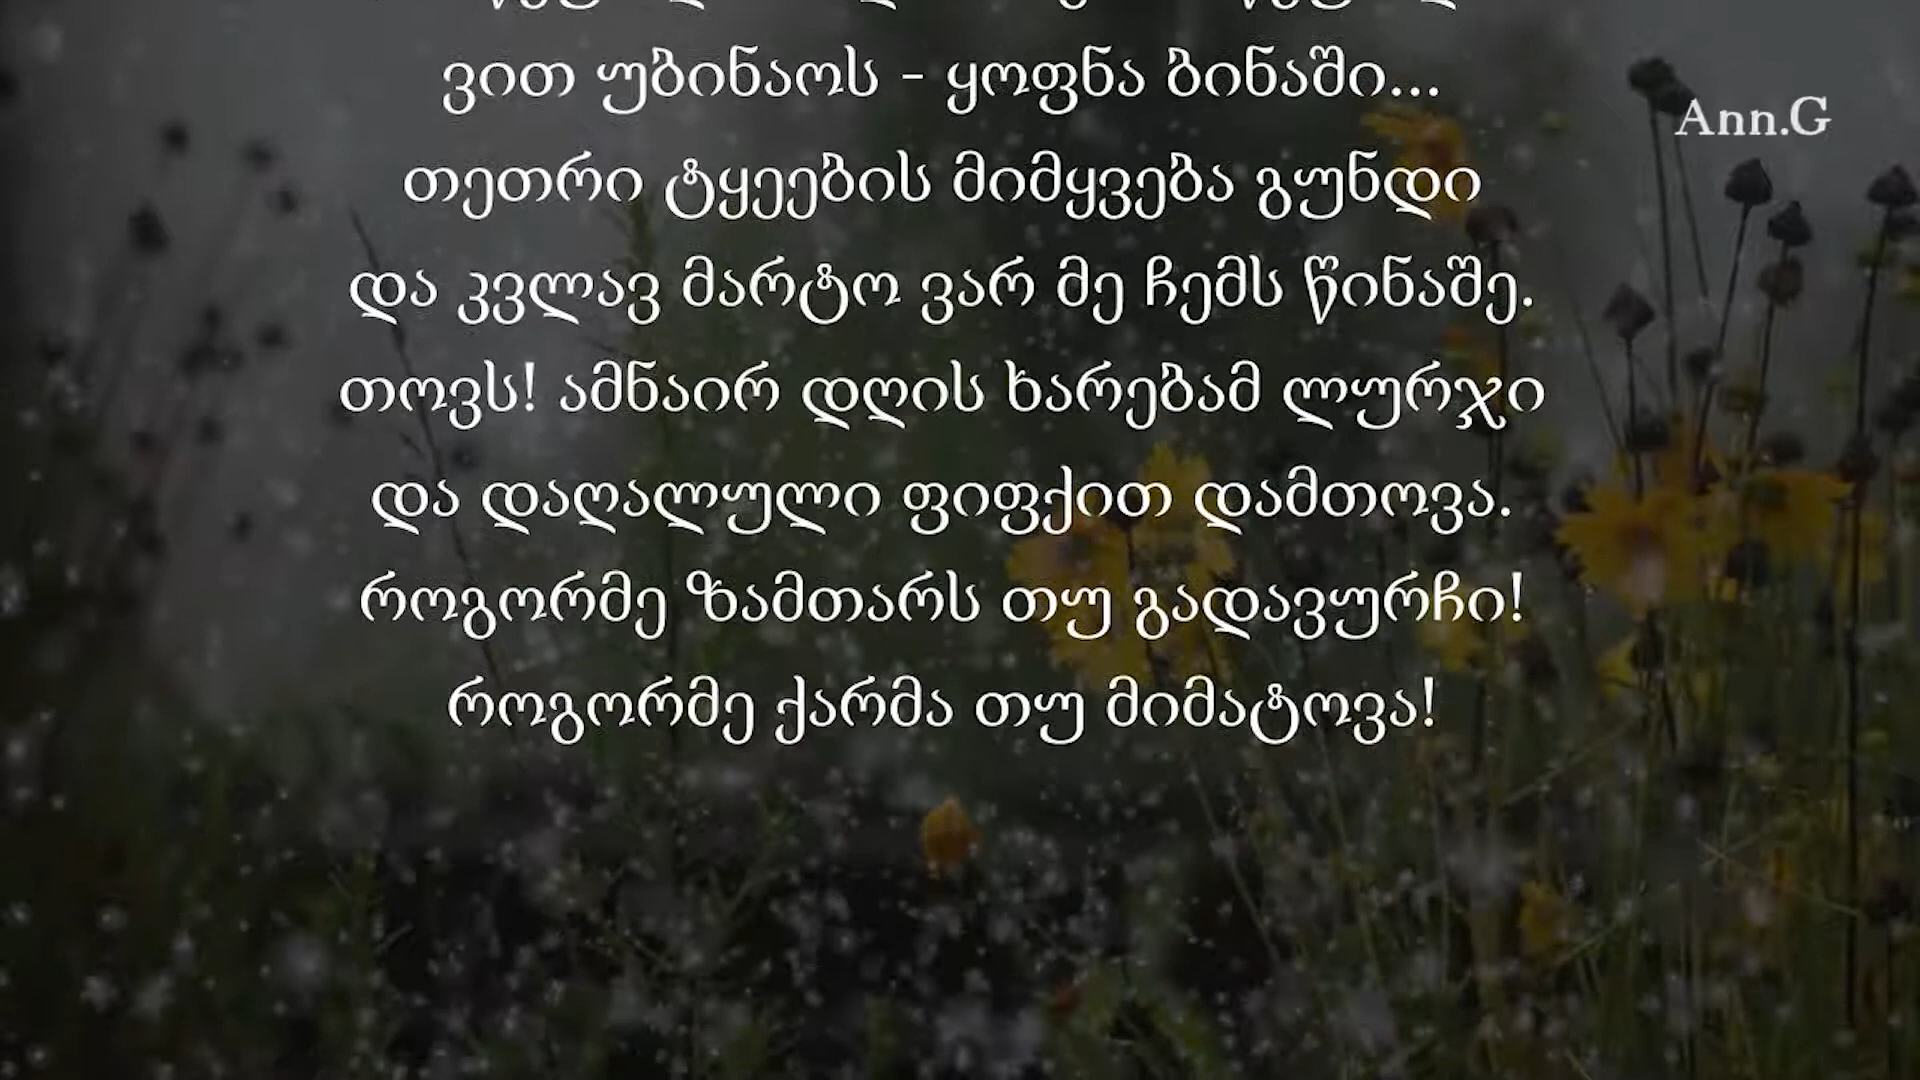 ვით უბინაოს - ყოფნა ბინაში...
Ann.G
თეთრი ტყეების მიმყვება გუნდი
და კვლავ მარტო ვარ მე ჩემს წინაშე.
თოვს! ამნაირ დღის ხარებამ ლურჯი
და დაღალული ფიფქით დამთოვა.
როგორმე ზამთარს თუ გადავურჩი!
როგორმე ქარმა თუ მიმატოვა!